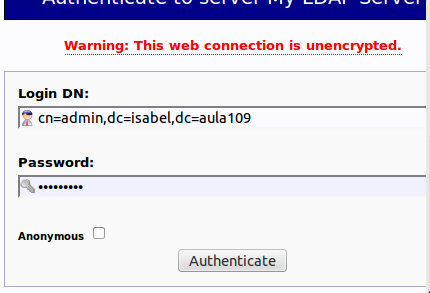 Authenticate to server My LDAP Server
Warning: This web connection is unencrypted.
Login DN:
cn=admin,dc=isabel,dc=aula109
Password:
•••••••••
Anonymous
Authenticate